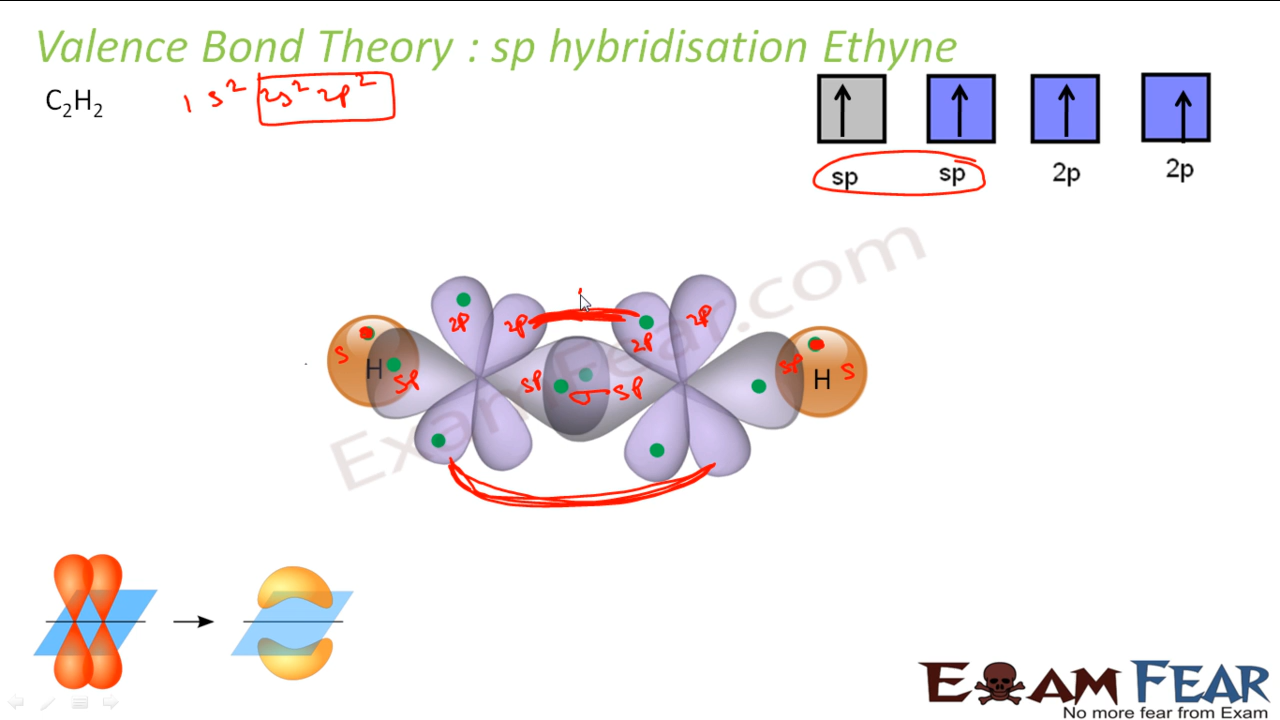 Valence Bond Theory : sp hybridisation Ethyne
C₂H₂
1s² 2s² 2p²
sp sp 2p 2p
ExamFear.com
2P 2P 2P 2P
S H SP SP σ SP SP H S
EXAM FEAR
No more fear from Exam